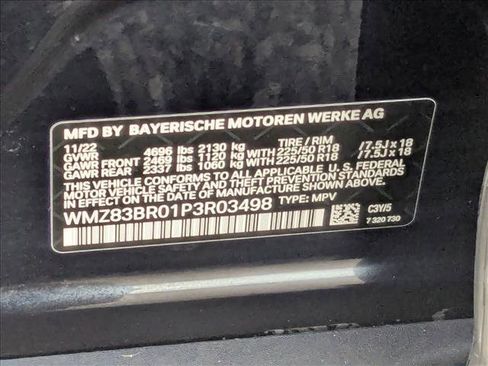 MFD BY BAYERISCHE MOTOREN WERKE AG
11/22 TIRE / RIM
GVWR 4696 lbs 2130 kg
GAWR FRONT 2469 lbs 1120 kg WITH 225/50 R18 /7.5J x 18
GAWR REAR 2337 lbs 1060 kg WITH 225/50 R18 /7.5J x 18
THIS VEHICLE CONFORMS TO ALL APPLICABLE U.S. FEDERAL
MOTOR VEHICLE SAFETY AND THEFT PREVENTION STANDARDS
IN EFFECT ON THE DATE OF MANUFACTURE SHOWN ABOVE.
WMZ83BR01P3R03498 TYPE: MPV
C3Y/5
7 320 730